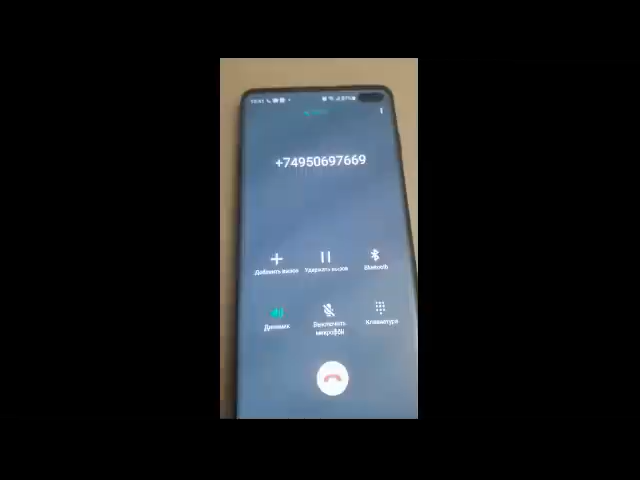 +74950697669
Добавить вызов
Удержать вызов
Bluetooth
Динамик
Выключить
микрофон
Клавиатура